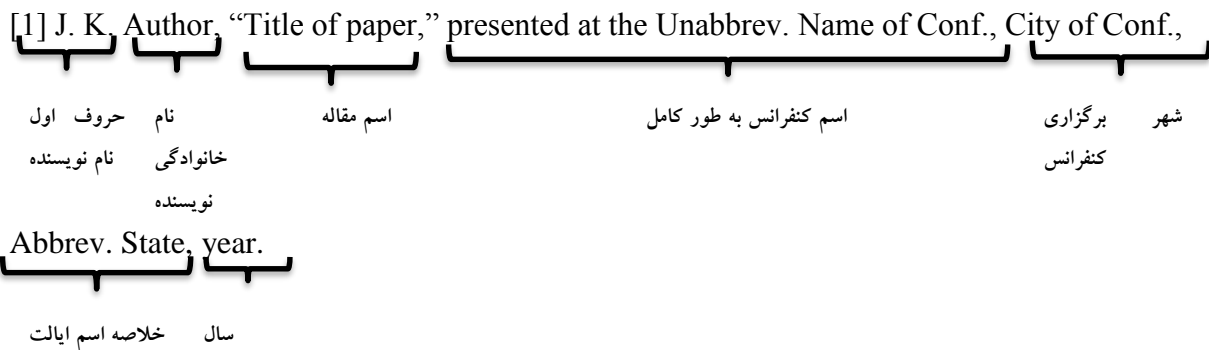 [1] J. K. Author, “Title of paper,” presented at the Unabbrev. Name of Conf., City of Conf.,
حروف اول
نام نویسنده
نام
خانوادگی
نویسنده
اسم مقاله
اسم کنفرانس به طور کامل
شهر برگزاری
کنفرانس
Abbrev. State, year.
خلاصه اسم ایالت
سال